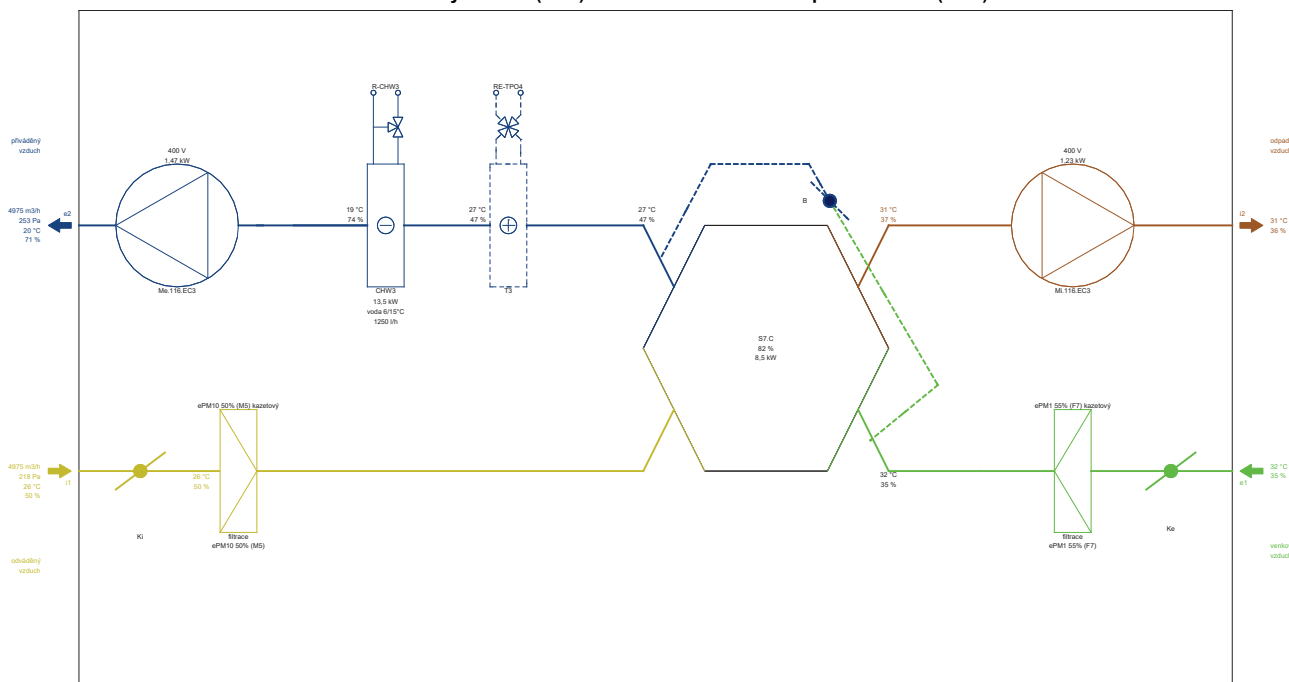 R-CHW3
RE-TPO4
přiváděný
vzduch
400 V
1.47 kW
400 V
1.23 kW
odpad
vzduch
4975 m3/h
253 Pa
20 °C
71 %
e2
19 °C
74 %
27 °C
47 %
27 °C
47 %
B
31 °C
37 %
i2
31 °C
36 %
Me.116.EC3
CHW3
13,5 kW
voda 6/15°C
1250 l/h
T3
Mi.116.EC3
S7.C
82 %
8,5 kW
ePM10 50% (M5) kazetový
ePM1 55% (F7) kazetový
4975 m3/h
218 Pa
26 °C
50 %
i1
26 °C
50 %
32 °C
35 %
32 °C
35 %
e1
Ki
filtrace
ePM10 50% (M5)
filtrace
ePM1 55% (F7)
Ke
odváděný
vzduch
venko
vzduch